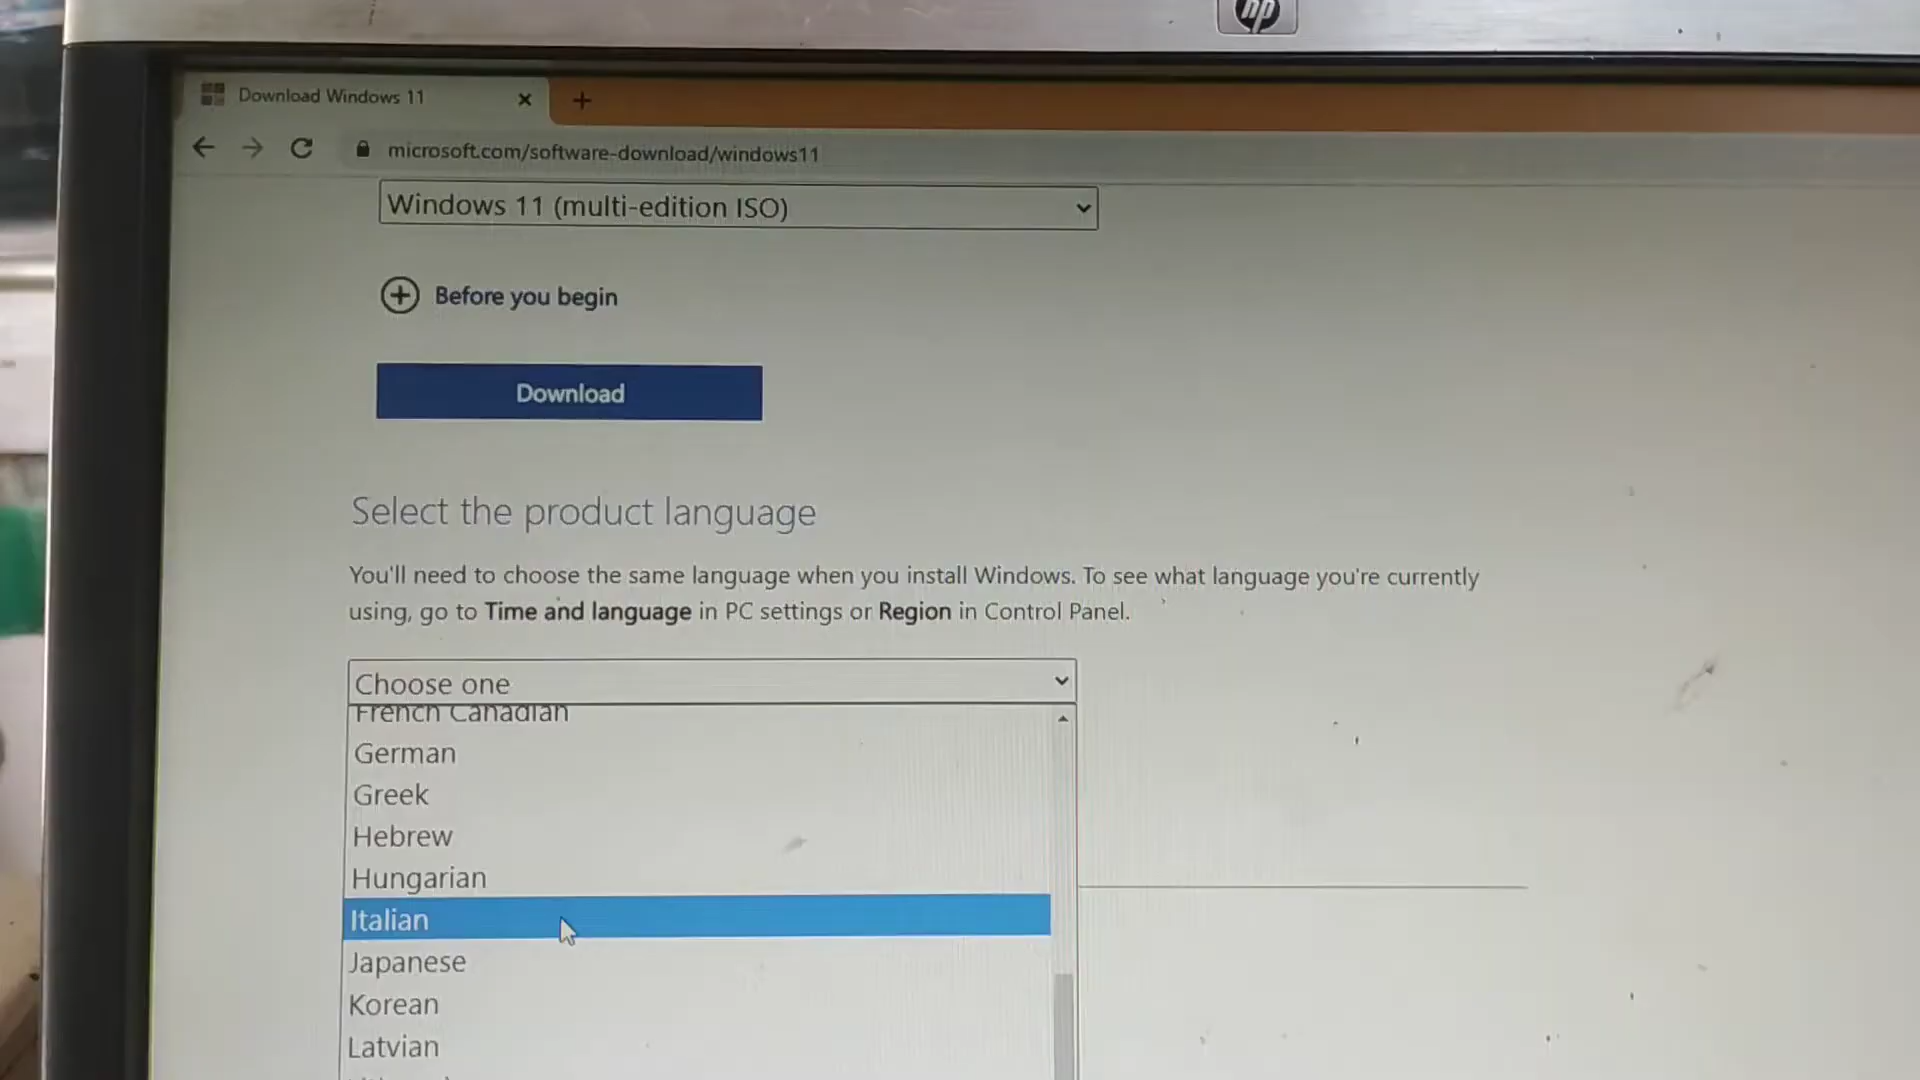 hp
Download Windows 11
microsoft.com/software-download/windows11
Windows 11 (multi-edition ISO)
Before you begin
Download
Select the product language
You'll need to choose the same language when you install Windows. To see what language you're currently
using, go to Time and language in PC settings or Region in Control Panel.
Choose one
French Canadian
German
Greek
Hebrew
Hungarian
Italian
Japanese
Korean
Latvian